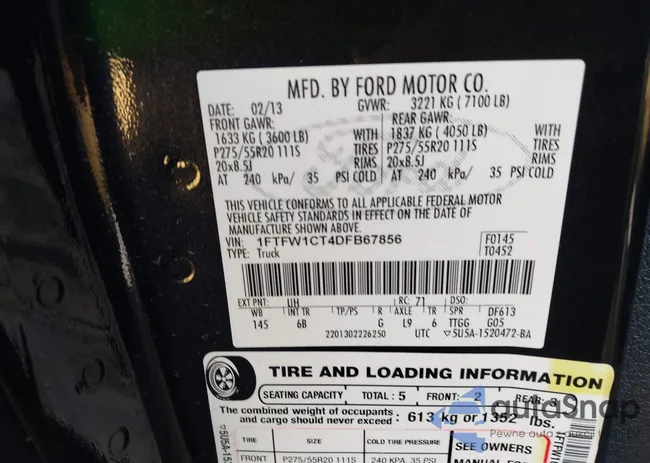 MFD. BY FORD MOTOR CO.
DATE: 02/13 GVWR: 3221 KG ( 7100 LB)
FRONT GAWR: REAR GAWR:
1633 KG ( 3600 LB) WITH 1837 KG ( 4050 LB) WITH
P275/55R20 111S TIRES P275/55R20 111S TIRES
20x8.5J RIMS 20x8.5J RIMS
AT 240 kPa/ 35 PSI COLD AT 240 kPa/ 35 PSI COLD
THIS VEHICLE CONFORMS TO ALL APPLICABLE FEDERAL MOTOR
VEHICLE SAFETY STANDARDS IN EFFECT ON THE DATE OF
MANUFACTURE SHOWN ABOVE.
VIN: 1FTFW1CT4DFB67856 F0145
TYPE: Truck T0452
EXT PNT: UH RC: 71 DSO:
WB INT TR TP/PS R AXLE TR SPR DF613
145 6B G L9 6 TTGG G05
2201302226250 UTC ▽5U5A-1520472-BA
TIRE AND LOADING INFORMATION
SEATING CAPACITY TOTAL: 5 FRONT: 2 REAR: 3
The combined weight of occupants
and cargo should never exceed: 613 kg or 1352 lbs.
TIRE SIZE COLD TIRE PRESSURE SEE OWNERS
FRONT P275/55R20 111S 240 KPA, 35 PSI MANUAL FOR
autaSnap